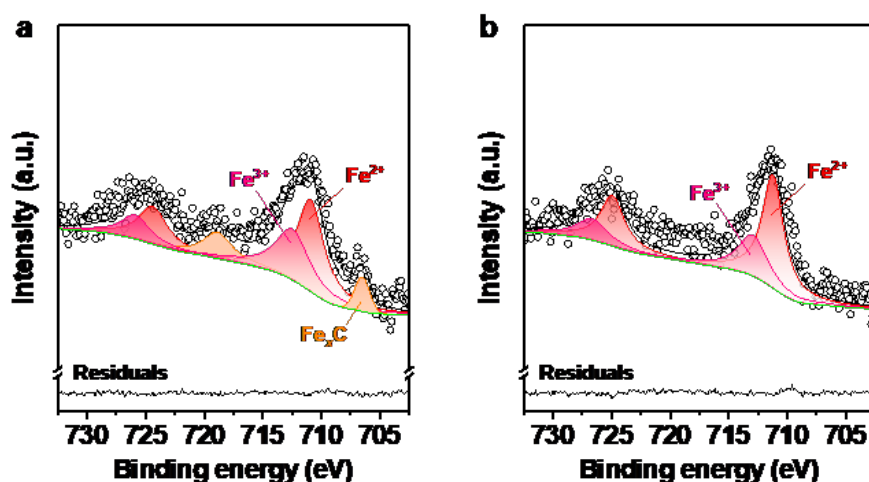 a
Intensity (a.u.)
Fe³⁺
Fe²⁺
FeₓC
Residuals
730 725 720 715 710 705
Binding energy (eV)
b
Intensity (a.u.)
Fe³⁺
Fe²⁺
Residuals
730 725 720 715 710 705
Binding energy (eV)